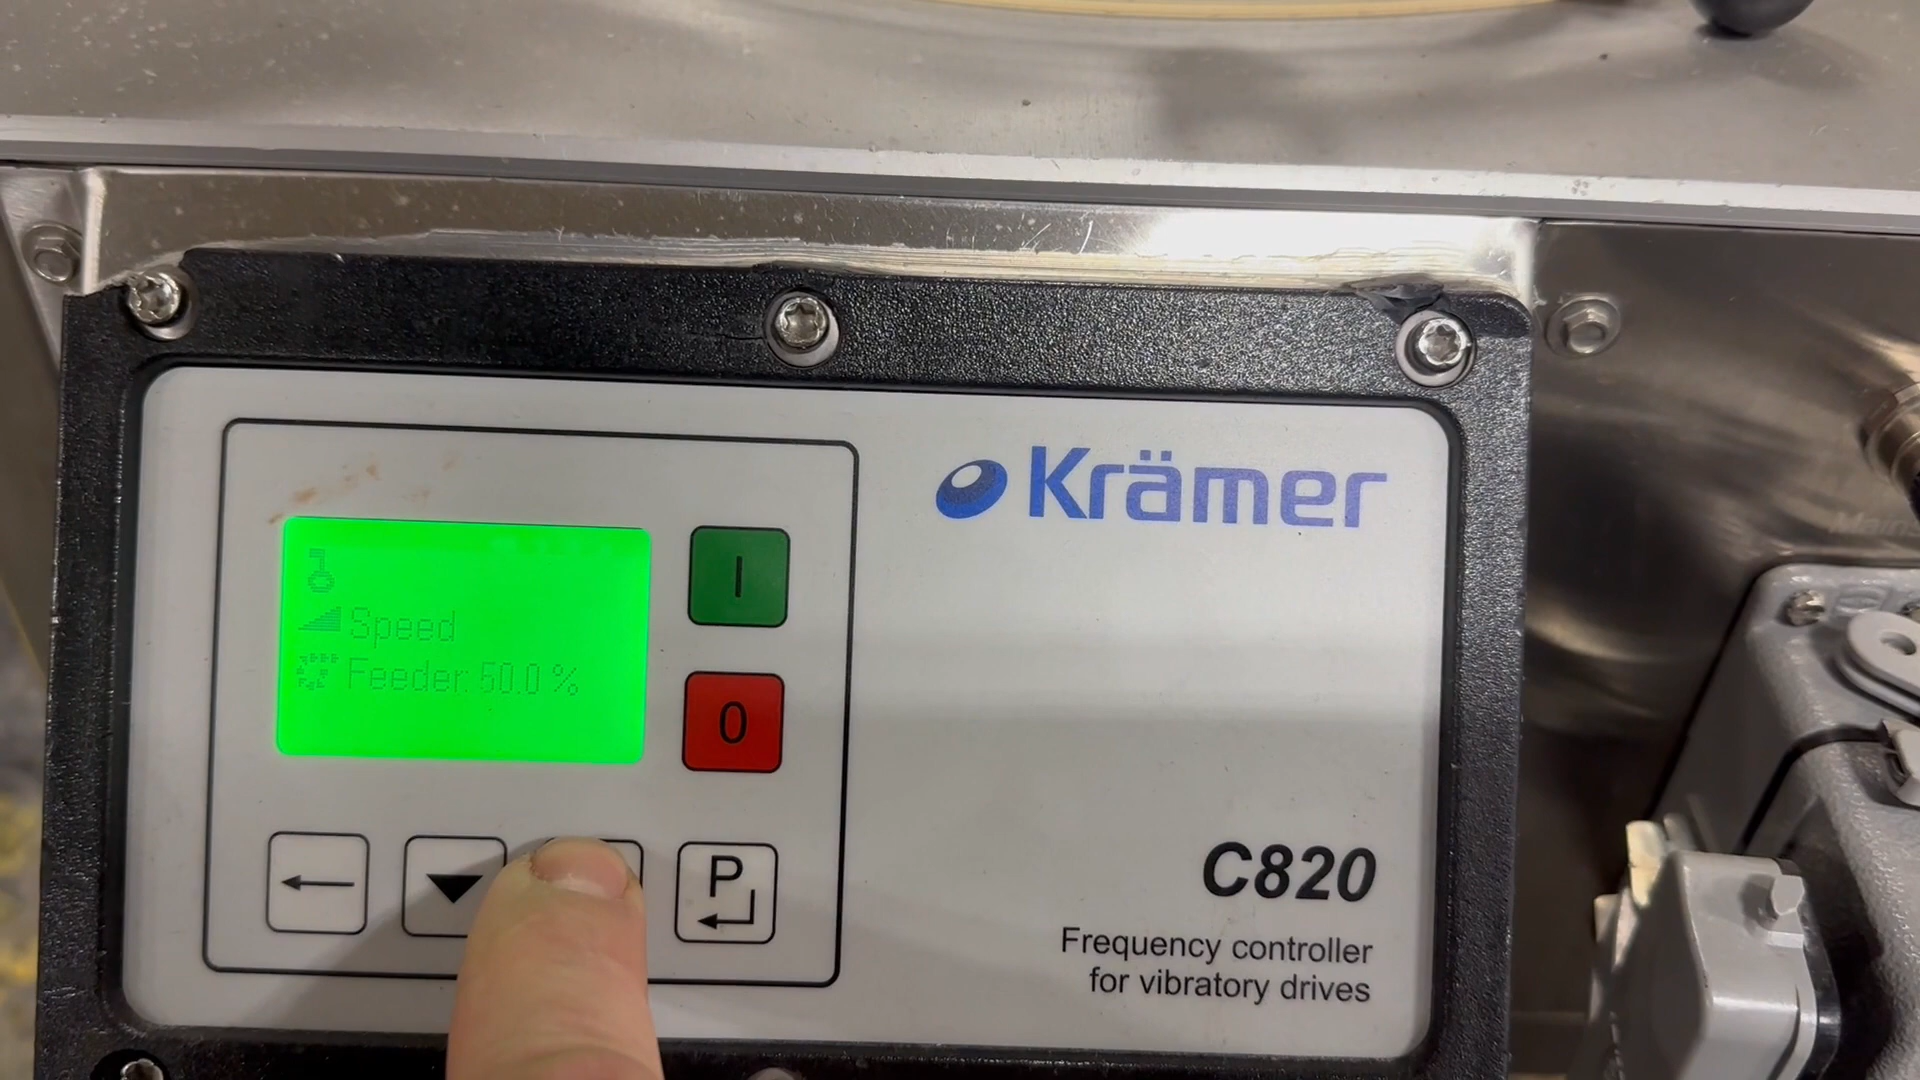 Krämer
Speed
Feeder: 50.0 %
I
0
P
C820
Frequency controller
for vibratory drives